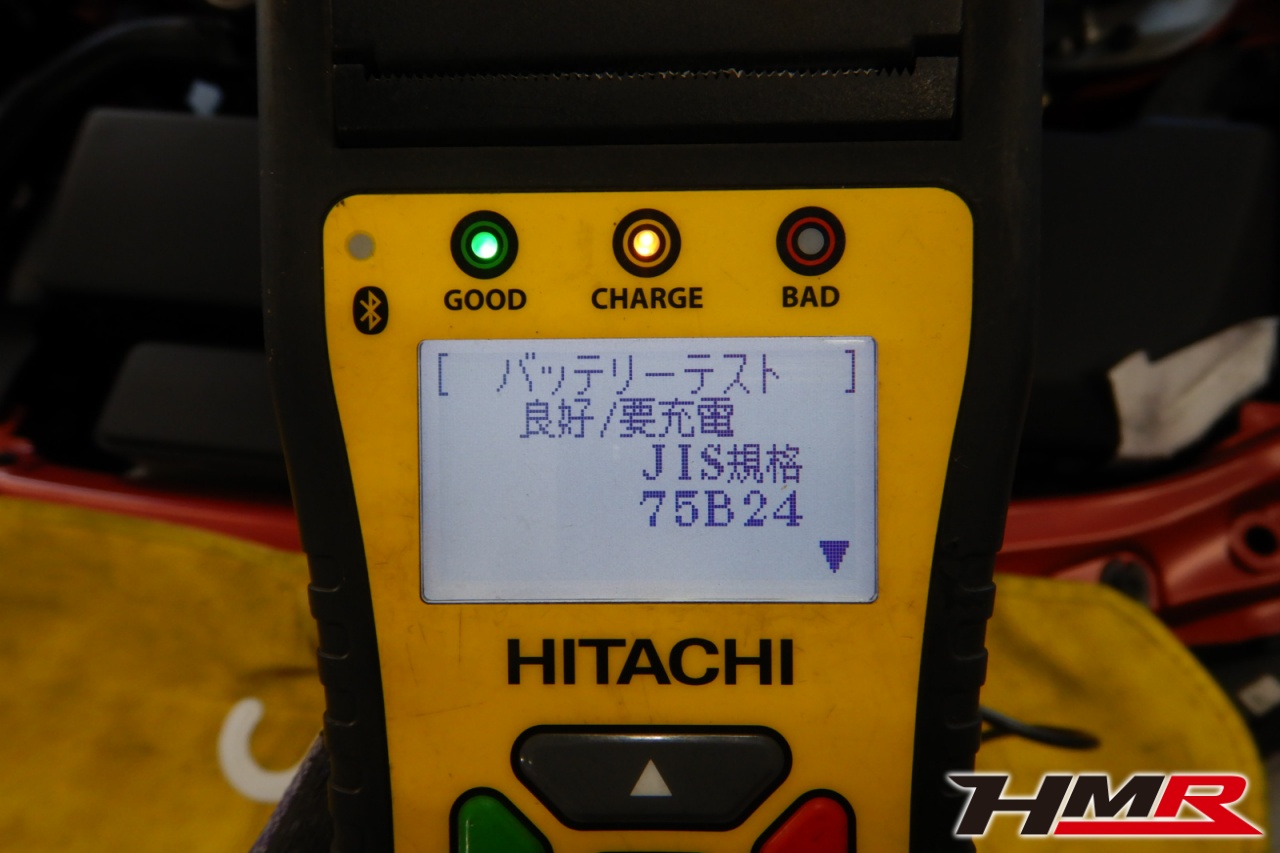 GOOD CHARGE BAD
[ バッテリーテスト ]
良好/要充電
JIS規格
75B24
HITACHI
HMR